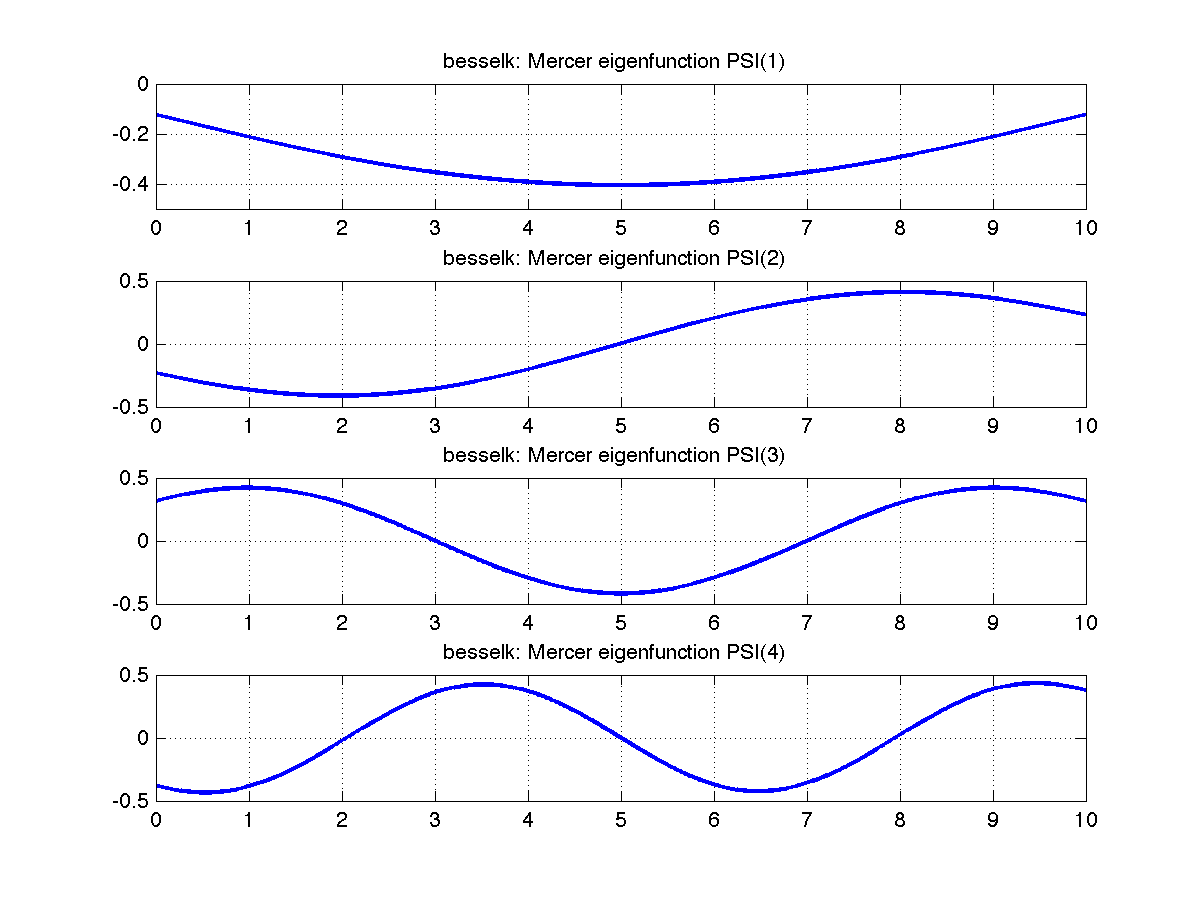 besselk: Mercer eigenfunction PSI(1)
0
-0.2
-0.4
0 1 2 3 4 5 6 7 8 9 10
besselk: Mercer eigenfunction PSI(2)
0.5
0
-0.5
0 1 2 3 4 5 6 7 8 9 10
besselk: Mercer eigenfunction PSI(3)
0.5
0
-0.5
0 1 2 3 4 5 6 7 8 9 10
besselk: Mercer eigenfunction PSI(4)
0.5
0
-0.5
0 1 2 3 4 5 6 7 8 9 10